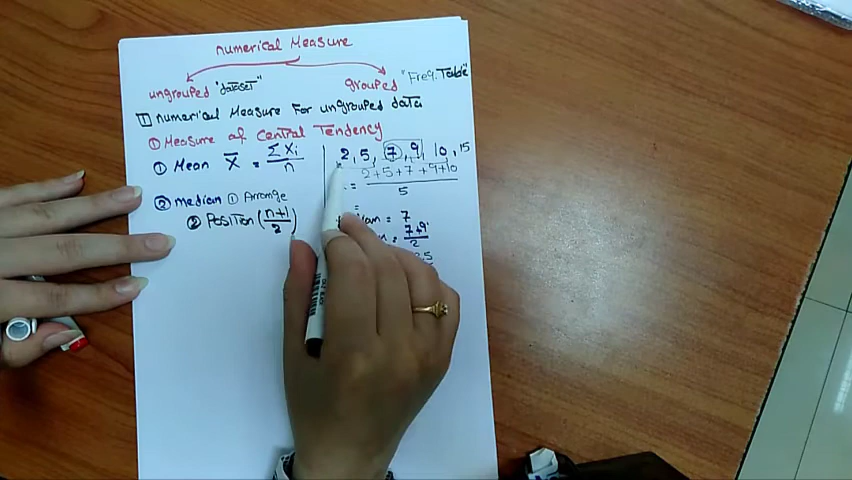 numerical Measure
ungrouped "dataset" grouped "Freq. Table"
1 numerical Measure For ungrouped data
① Measure of Central Tendency
① Mean X̄ = ΣXi / n
② Median ① Arrange
② Position (n+1 / 2)
2, 5, 7, 9, 10, 15
= 2+5+7+9+10 / 5
=
= 7
= 7+9 / 2